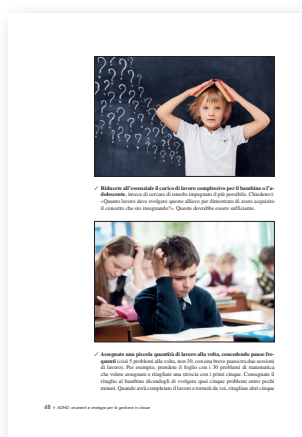 ? ? ? ? ? ? ? ? ? ?
✓ Riducete all'essenziale il carico di lavoro complessivo per il bambino o l'a-
dolescente, invece di cercare di tenerlo impegnato il più possibile. Chiedetevi:
«Quanto lavoro deve svolgere questo allievo per dimostrare di avere acquisito
il concetto che sto insegnando?». Questo dovrebbe essere sufficiente.
✓ Assegnate una piccola quantità di lavoro alla volta, concedendo pause fre-
quenti (cioè 5 problemi alla volta, non 30, con una breve pausa tra due sessioni
di lavoro). Per esempio, prendete il foglio con i 30 problemi di matematica
che volete assegnare e ritagliate una striscia con i primi cinque. Consegnate il
ritaglio al bambino dicendogli di svolgere quei cinque problemi entro pochi
minuti. Quando avrà completato il lavoro e tornerà da voi, ritagliate altri cinque
48 • ADHD: strumenti e strategie per la gestione in classe